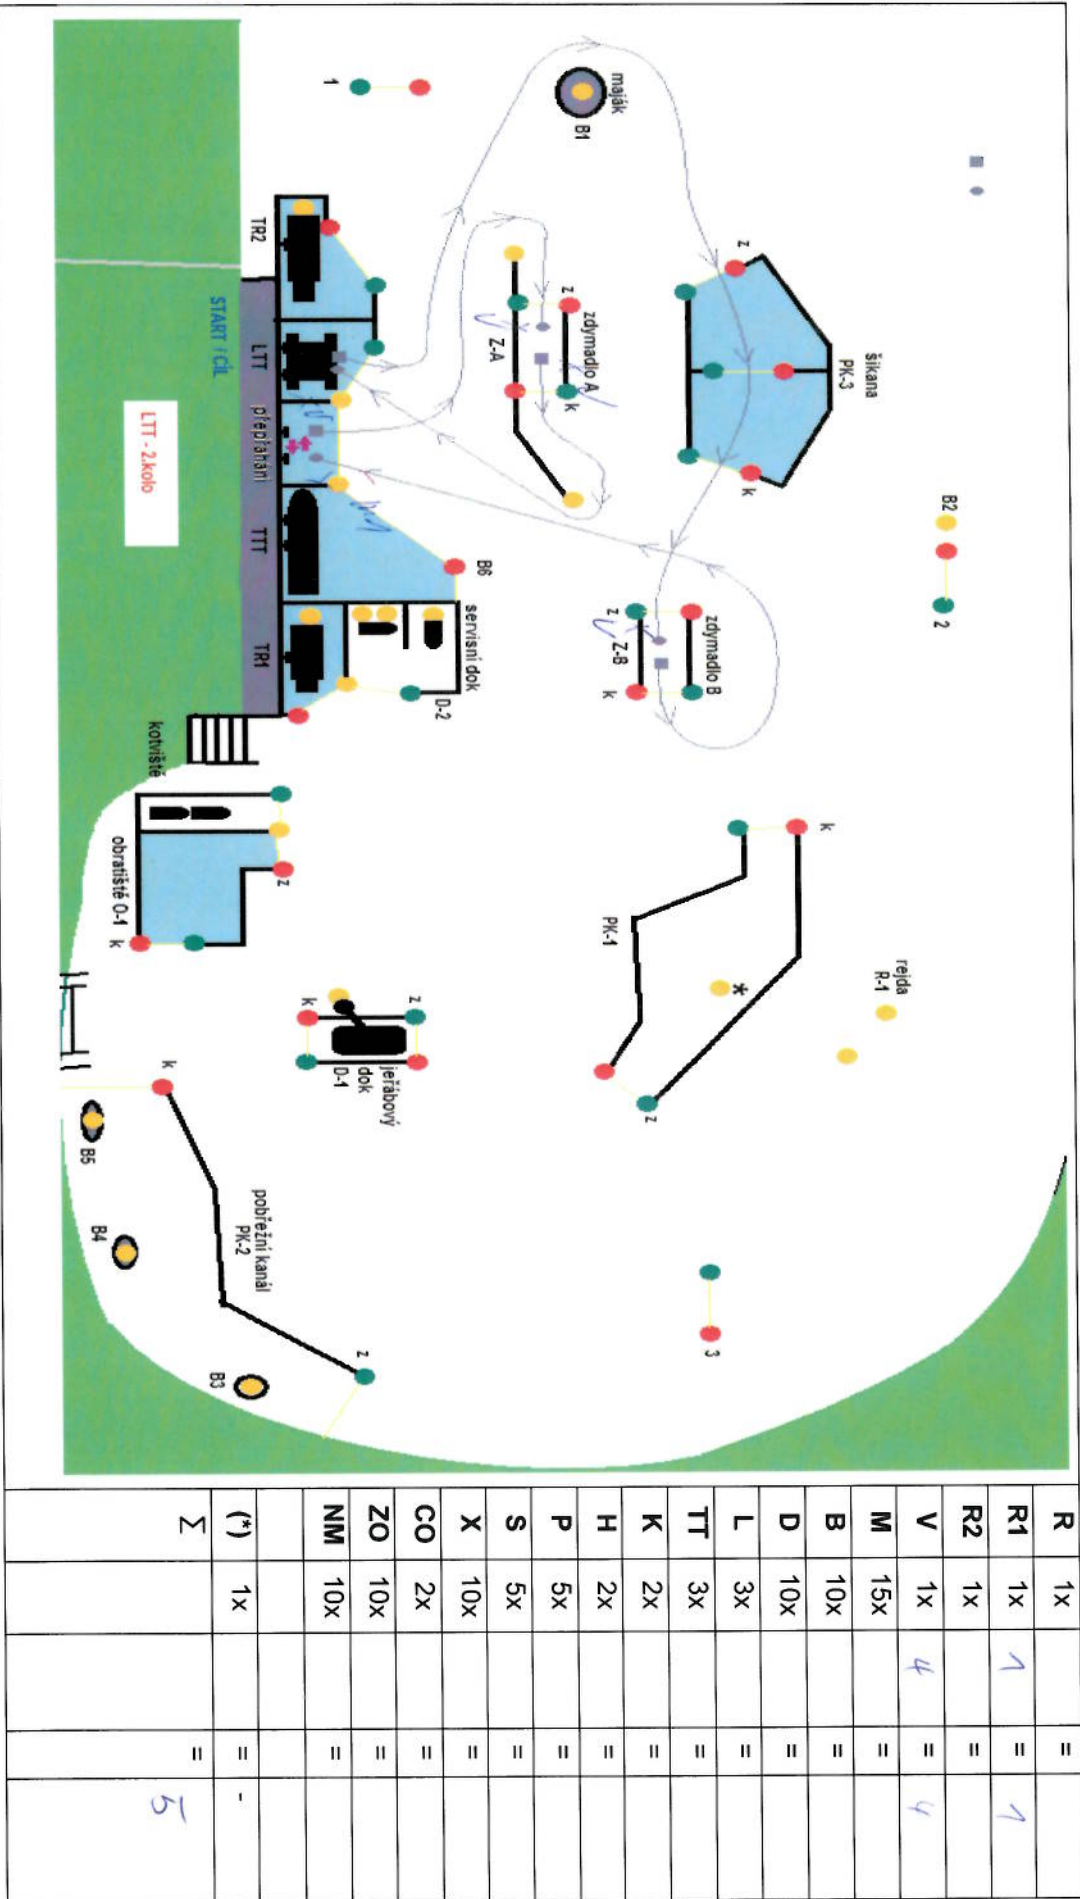 maják
B1
1
šikana
PK-3
z
k
B2
2
zdymadlo A
Z-A
z
k
zdymadlo B
Z-B
z
k
TR2
LTT
přepřahání
TTT
TR1
START / CÍL
LTT - 2.kolo
B6
servisní dok
D-2
kotviště
obratiště O-1
z
k
PK-1
k
z
*
rejda
R-1
jeřábový
dok
D-1
z
k
pobřežní kanál
PK-2
k
z
B5
B4
B3
3
R 1x =
R1 1x 1 = 1
R2 1x =
V 1x 4 = 4
M 15x =
B 10x =
D 10x =
L 3x =
TT 3x =
K 2x =
H 2x =
P 5x =
S 5x =
X 10x =
CO 2x =
ZO 10x =
NM 10x =
(*) 1x = -
Σ = 5